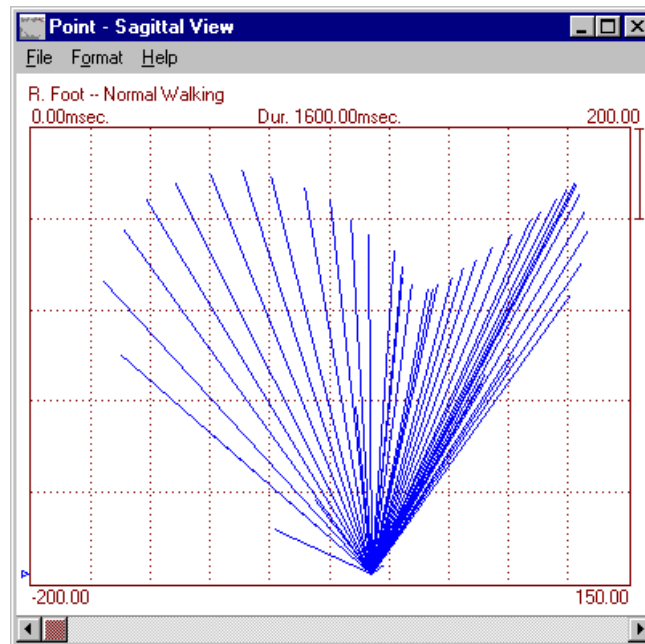 Point - Sagittal View
File Format Help
R. Foot -- Normal Walking
0.00msec. Dur. 1600.00msec. 200.00
-200.00 150.00